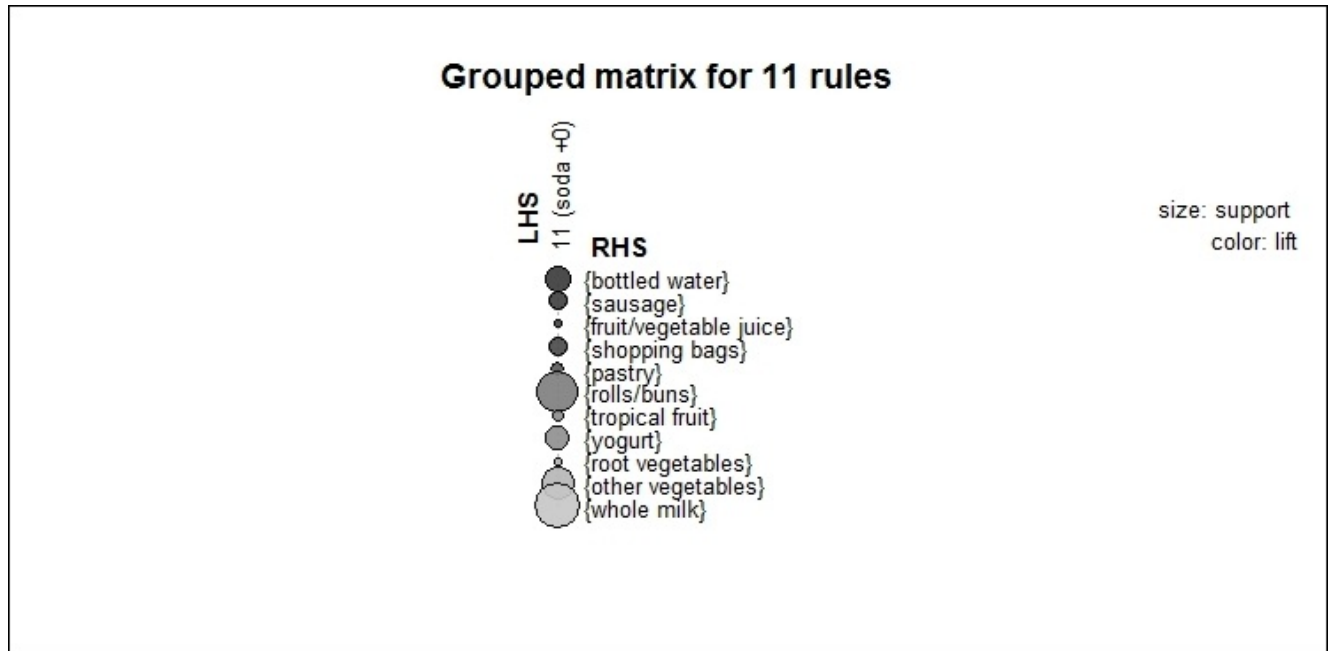 Grouped matrix for 11 rules
LHS
11 (soda +0)
size: support
color: lift
RHS
{bottled water}
{sausage}
{fruit/vegetable juice}
{shopping bags}
{pastry}
{rolls/buns}
{tropical fruit}
{yogurt}
{root vegetables}
{other vegetables}
{whole milk}